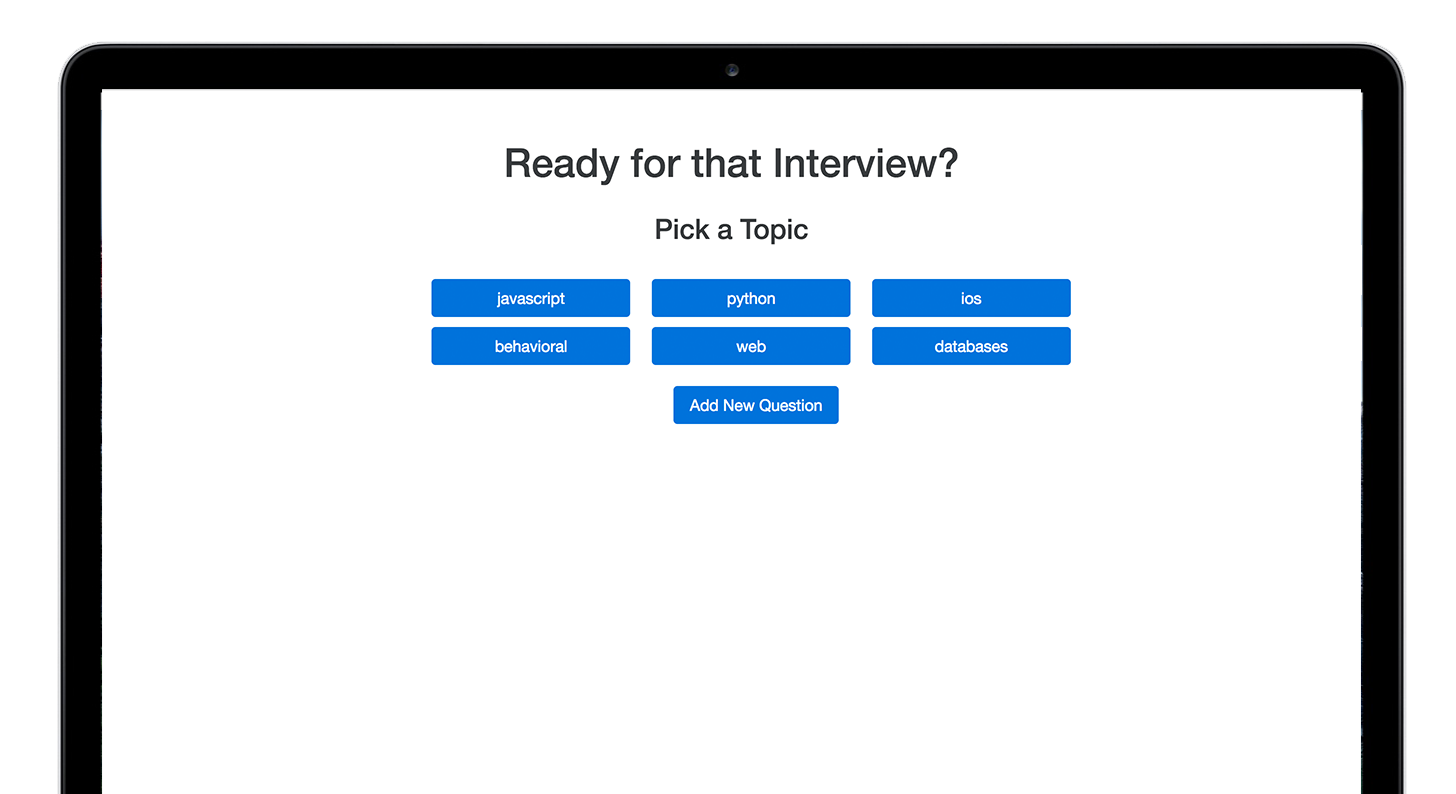 Ready for that Interview?
Pick a Topic
javascript python ios
behavioral web databases
Add New Question